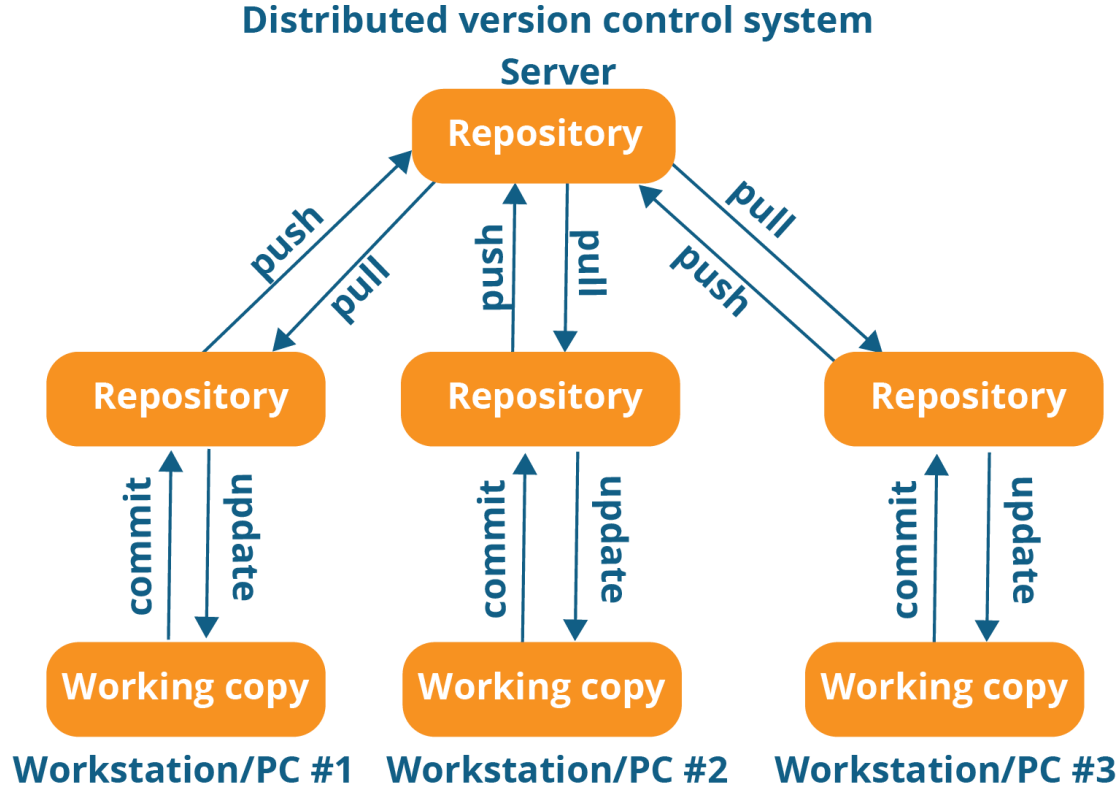 Distributed version control system
Server
Repository
push
pull
push
pull
push
pull
Repository
Repository
Repository
commit
update
commit
update
commit
update
Working copy
Working copy
Working copy
Workstation/PC #1
Workstation/PC #2
Workstation/PC #3